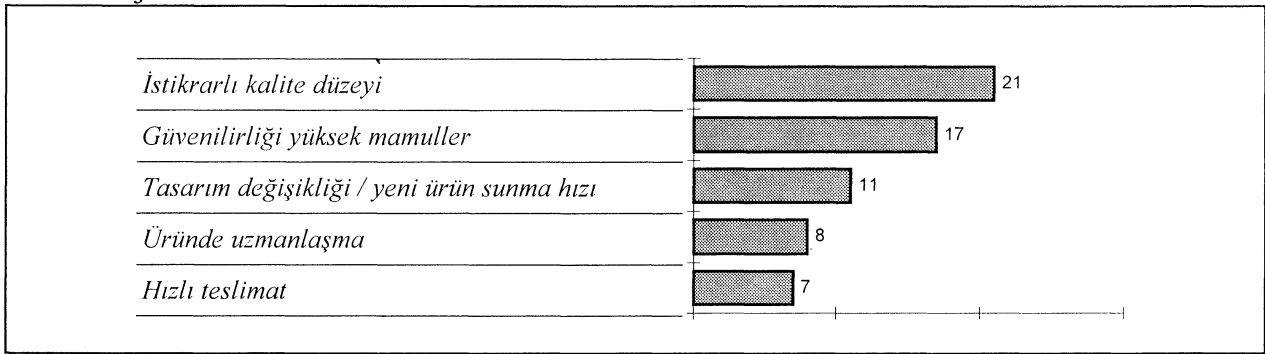 İstikrarlı kalite düzeyi 21
Güvenilirliği yüksek mamuller 17
Tasarım değişikliği / yeni ürün sunma hızı 11
Üründe uzmanlaşma 8
Hızlı teslimat 7